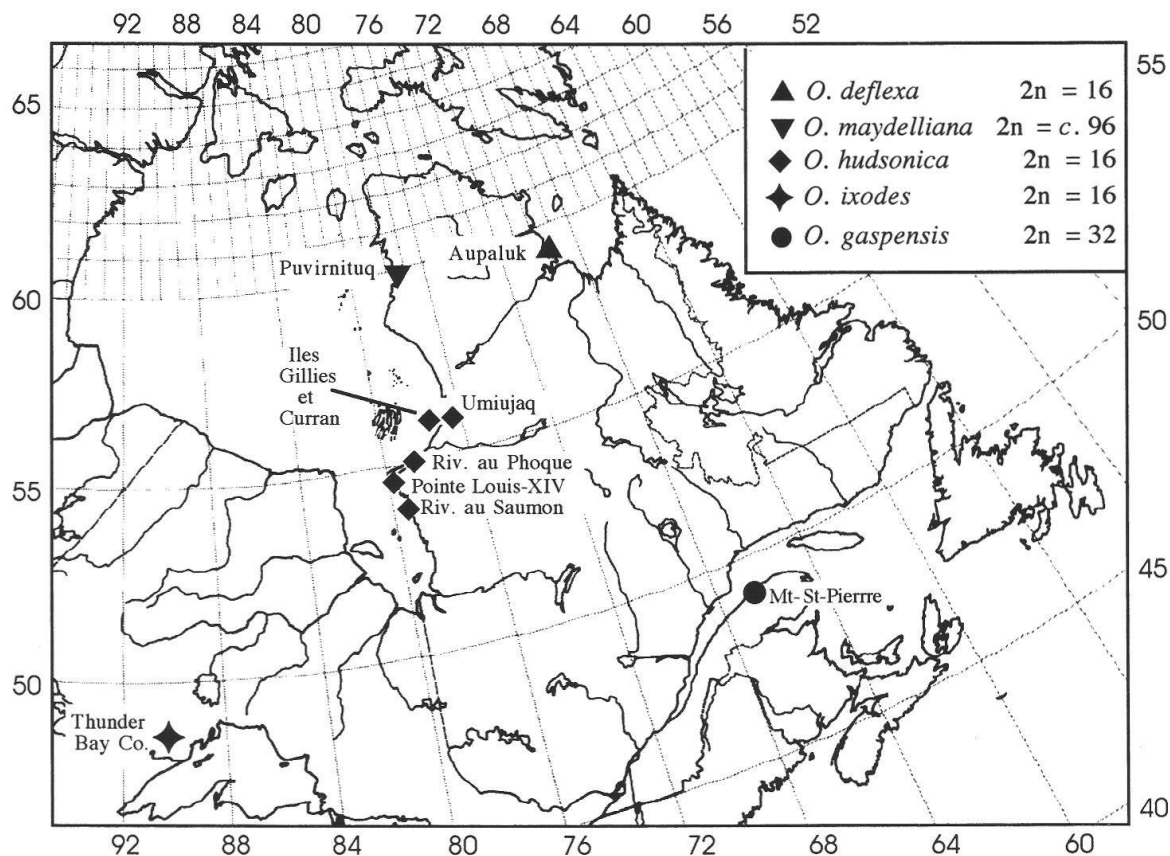 92 88 84 80 72 68 64 60 56 52
55
65
▲ O. deflexa 2n = 16
▼ O. maydelliana 2n = c. 96
◆ O. hudsonica 2n = 16
✦ O. ixodes 2n = 16
● O. gaspensis 2n = 32
Aupaluk
Puvirnituq
60
50
Iles
Gillies
et
Curran
Umiujaq
Riv. au Phoque
Pointe Louis-XIV
Riv. au Saumon
55
45
Mt-St-Pierrre
50
Thunder
Bay Co.
40
92 88 84 80 76 72 68 64 60